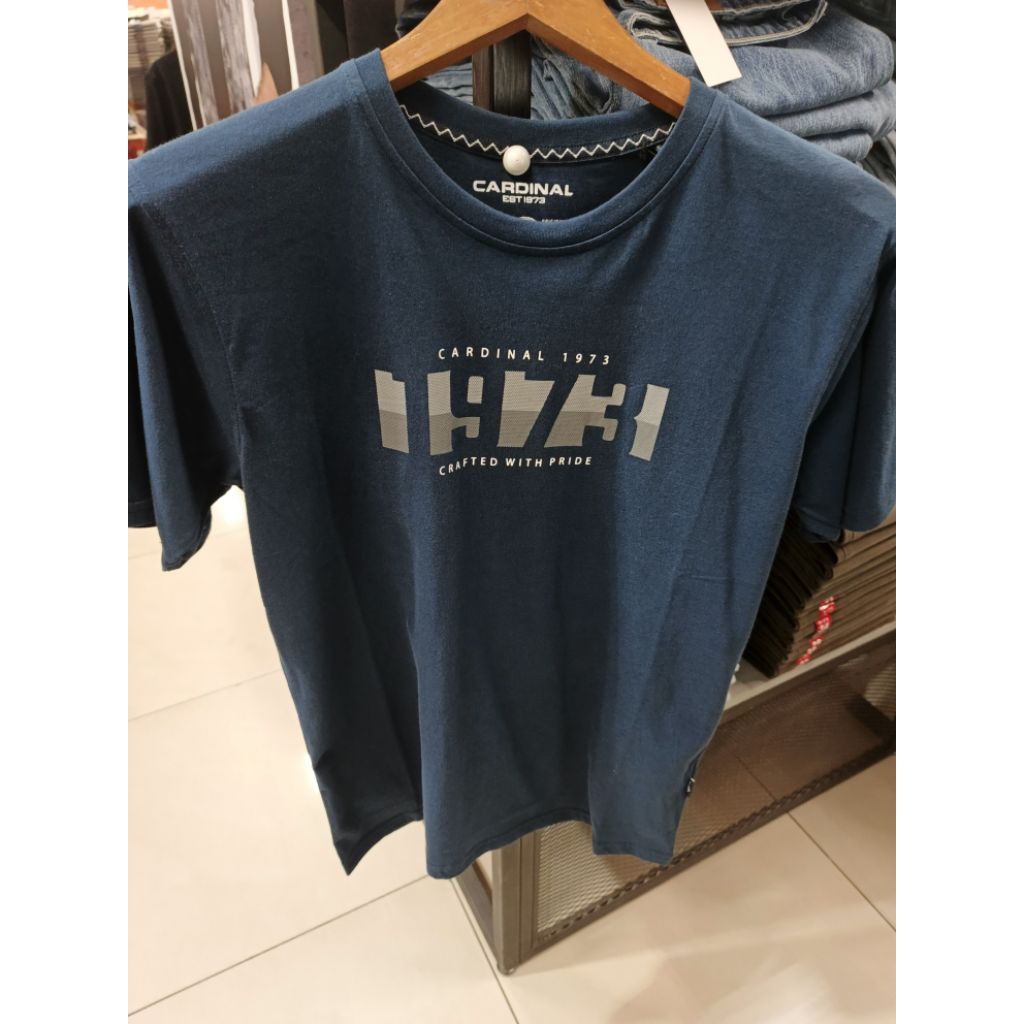 CARDINAL
EST 1973
CARDINAL 1973
1973
CRAFTED WITH PRIDE